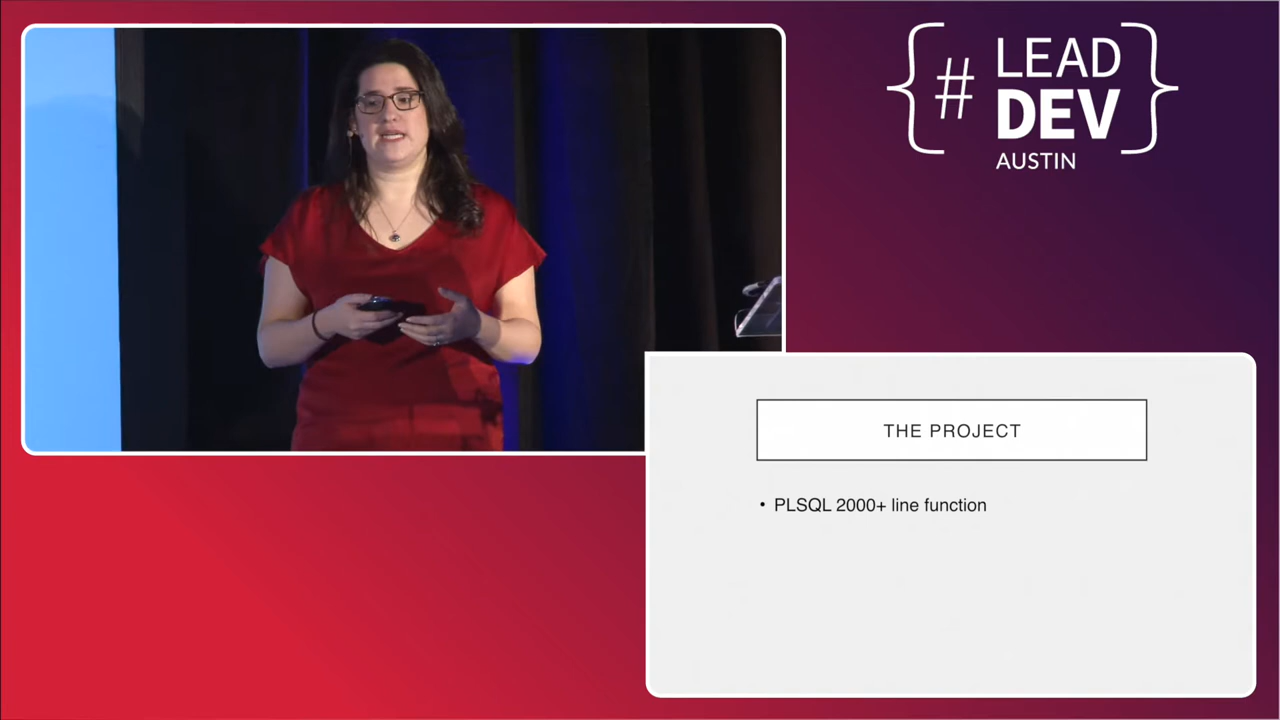 # LEAD
DEV
AUSTIN
THE PROJECT
• PLSQL 2000+ line function